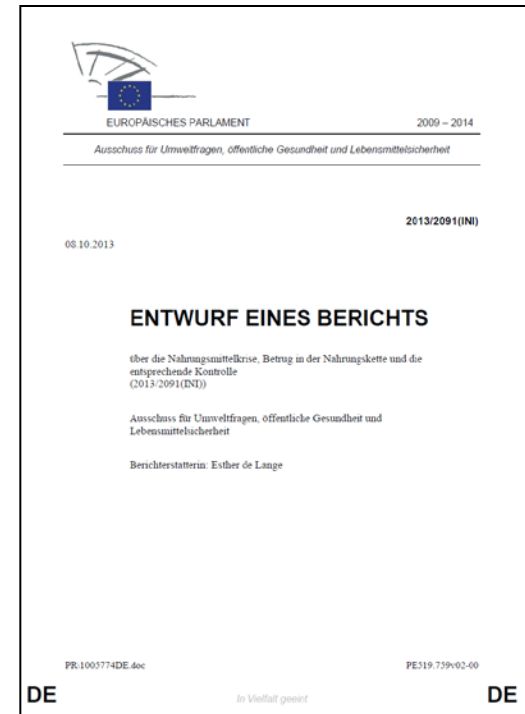 EUROPÄISCHES PARLAMENT 2009 – 2014
Ausschuss für Umweltfragen, öffentliche Gesundheit und Lebensmittelsicherheit
2013/2091(INI)
08.10.2013
ENTWURF EINES BERICHTS
über die Nahrungsmittelkrise, Betrug in der Nahrungskette und die
entsprechende Kontrolle
(2013/2091(INI))
Ausschuss für Umweltfragen, öffentliche Gesundheit und
Lebensmittelsicherheit
Berichterstatterin: Esther de Lange
PR\1005774DE.doc PE519.759v02-00
DE In Vielfalt geeint DE